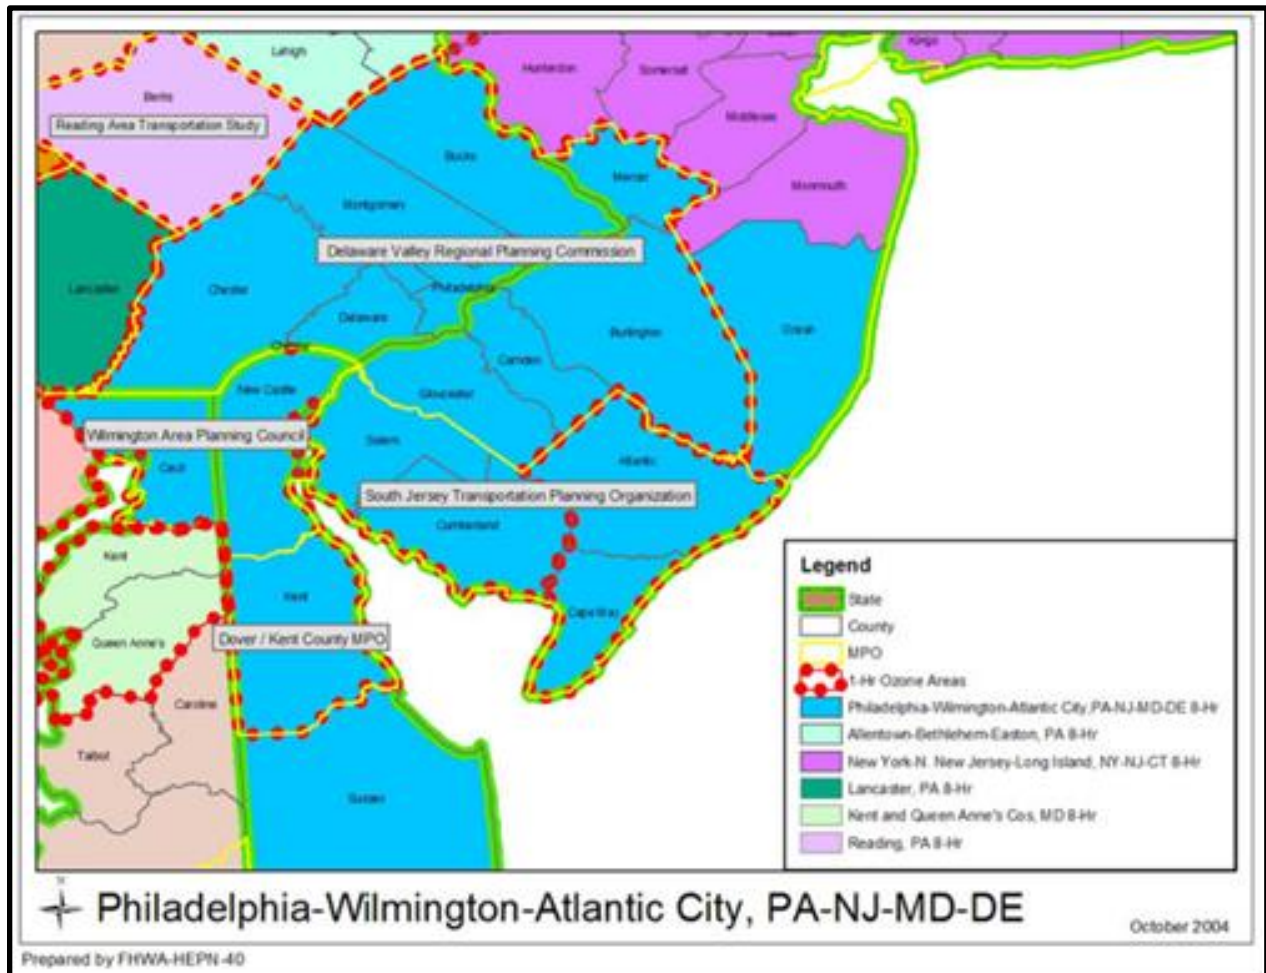 Lehigh
Hunterdon
Somerset
Kings
Berks
Reading Area Transportation Study
Middlesex
Bucks
Mercer
Monmouth
Montgomery
Delaware Valley Regional Planning Commission
Lancaster
Chester
Philadelphia
Delaware
Burlington
Ocean
Camden
New Castle
Gloucester
Wilmington Area Planning Council
Salem
Cecil
Atlantic
South Jersey Transportation Planning Organization
Cumberland
Kent
Kent
Cape May
Queen Anne's
Dover / Kent County MPO
Caroline
Talbot
Sussex
Legend
State
County
MPO
1-Hr Ozone Areas
Philadelphia-Wilmington-Atlantic City,PA-NJ-MD-DE 8-Hr
Allentown-Bethlehem-Easton, PA 8-Hr
New York-N. New Jersey-Long Island, NY-NJ-CT 8-Hr
Lancaster, PA 8-Hr
Kent and Queen Anne's Cos, MD 8-Hr
Reading, PA 8-Hr
N
Philadelphia-Wilmington-Atlantic City, PA-NJ-MD-DE
October 2004
Prepared by FHWA-HEPN-40